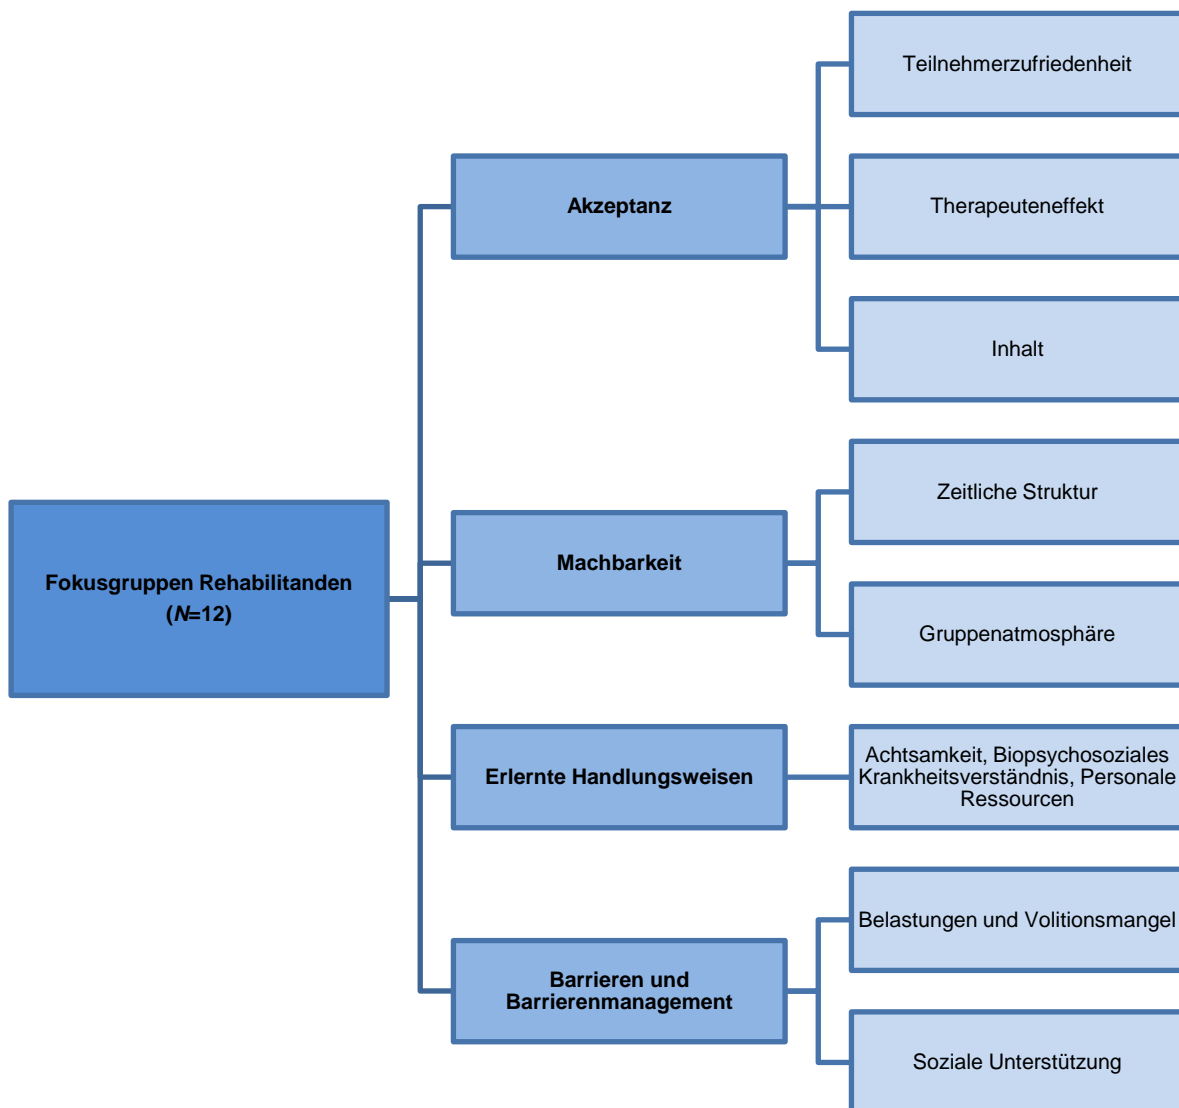 Teilnehmerzufriedenheit
Akzeptanz
Therapeuteneffekt
Inhalt
Zeitliche Struktur
Fokusgruppen Rehabilitanden
(N=12)
Machbarkeit
Gruppenatmosphäre
Erlernte Handlungsweisen
Achtsamkeit, Biopsychosoziales
Krankheitsverständnis, Personale
Ressourcen
Belastungen und Volitionsmangel
Barrieren und
Barrierenmanagement
Soziale Unterstützung